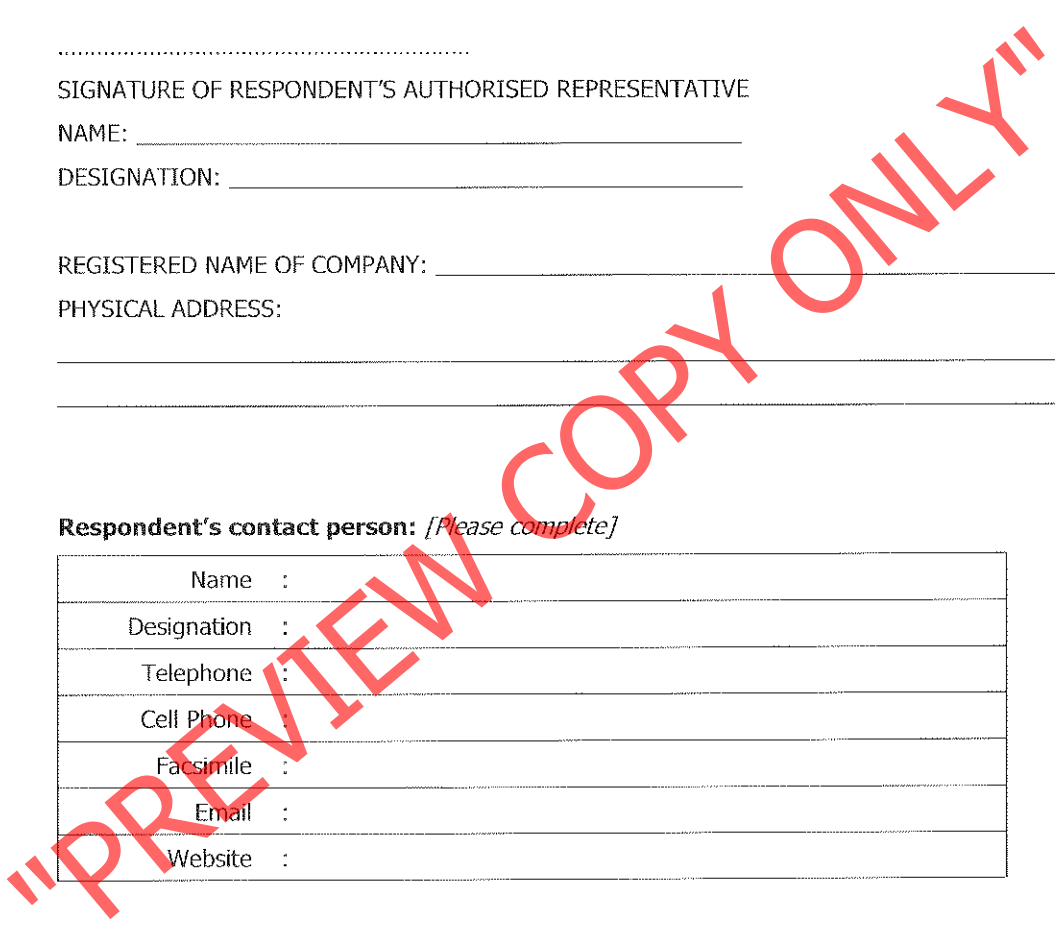 SIGNATURE OF RESPONDENT'S AUTHORISED REPRESENTATIVE
NAME:
DESIGNATION:
REGISTERED NAME OF COMPANY:
PHYSICAL ADDRESS:
Respondent's contact person: [Please complete]
Name :
Designation :
Telephone :
Cell Phone :
Facsimile :
Email :
Website :
"PREVIEW COPY ONLY"